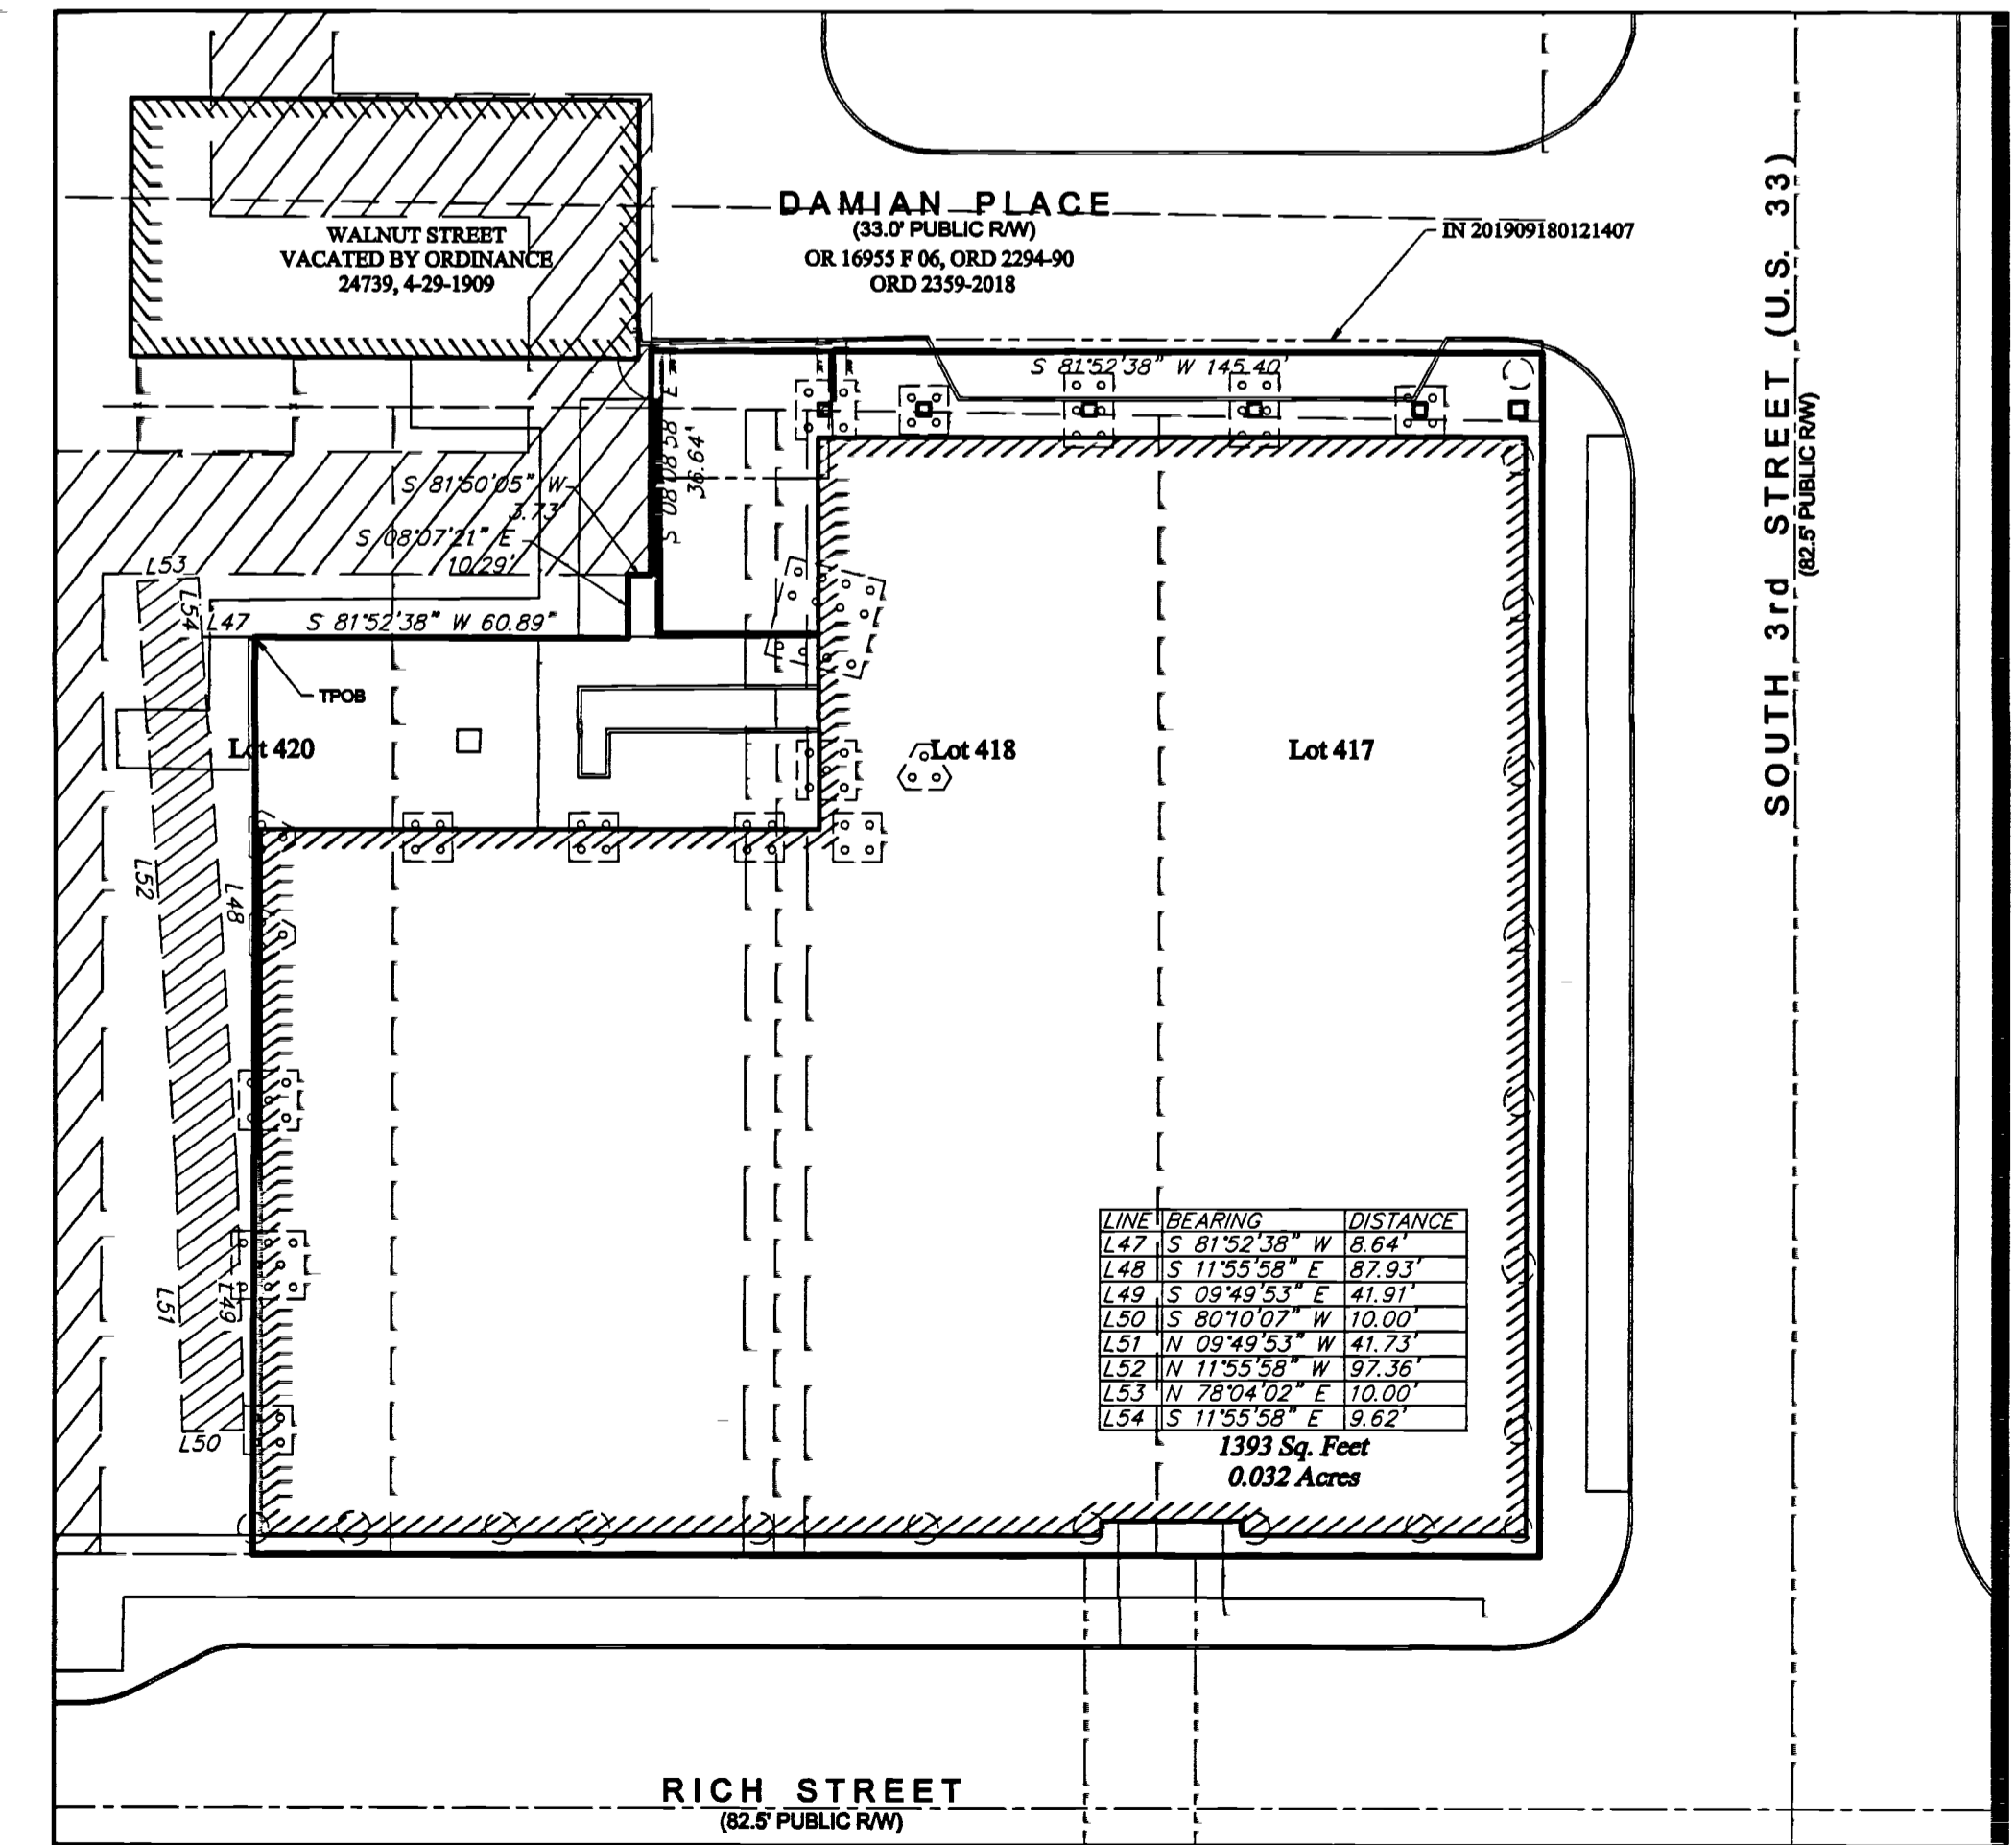 DAMIAN PLACE
(33.0' PUBLIC R/W)
OR 16955 F 06, ORD 2294-90
ORD 2359-2018
IN 201909180121407
WALNUT STREET
VACATED BY ORDINANCE
24739, 4-29-1909
SOUTH 3rd STREET (U.S. 33)
(82.5' PUBLIC R/W)
S 81°52'38" W 145.40'
S 08°08'58" E
36.64'
S 81°50'05" W
3.73'
S 08°07'21" E
10.29'
L53
L54
L47
S 81°52'38" W 60.89"
TPOB
Lot 420
Lot 418
Lot 417
L52
L48
L51
L49
L50
LINE BEARING DISTANCE
L47 S 81°52'38" W 8.64'
L48 S 11°55'58" E 87.93'
L49 S 09°49'53" E 41.91'
L50 S 80°10'07" W 10.00'
L51 N 09°49'53" W 41.73'
L52 N 11°55'58" W 97.36'
L53 N 78°04'02" E 10.00'
L54 S 11°55'58" E 9.62'
1393 Sq. Feet
0.032 Acres
RICH STREET
(82.5' PUBLIC R/W)